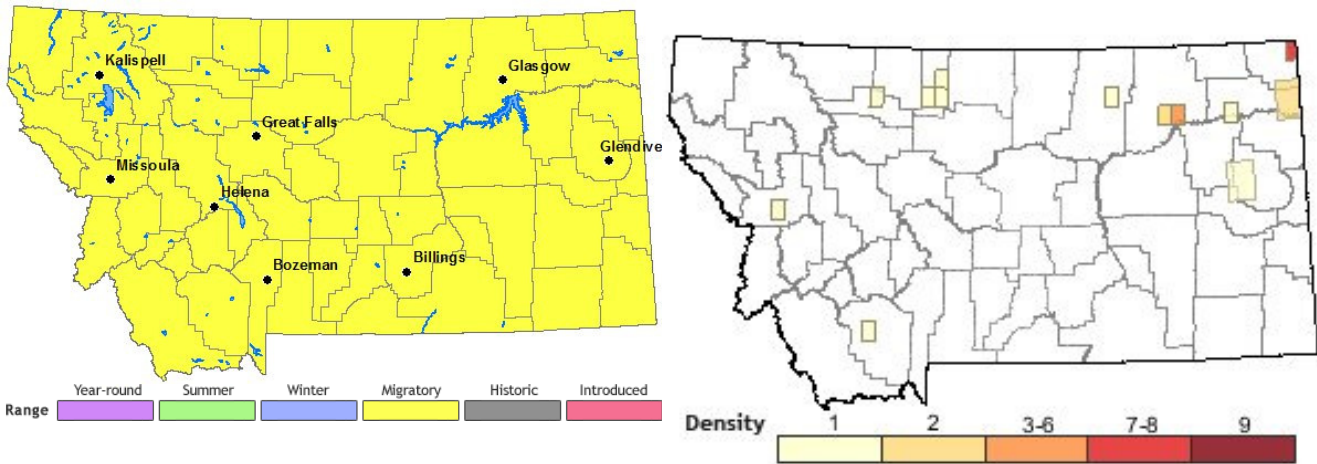 Kalispell
Glasgow
Great Falls
Glendive
Missoula
Helena
Bozeman
Billings
Year-round Summer Winter Migratory Historic Introduced
Range
Density 1 2 3-6 7-8 9